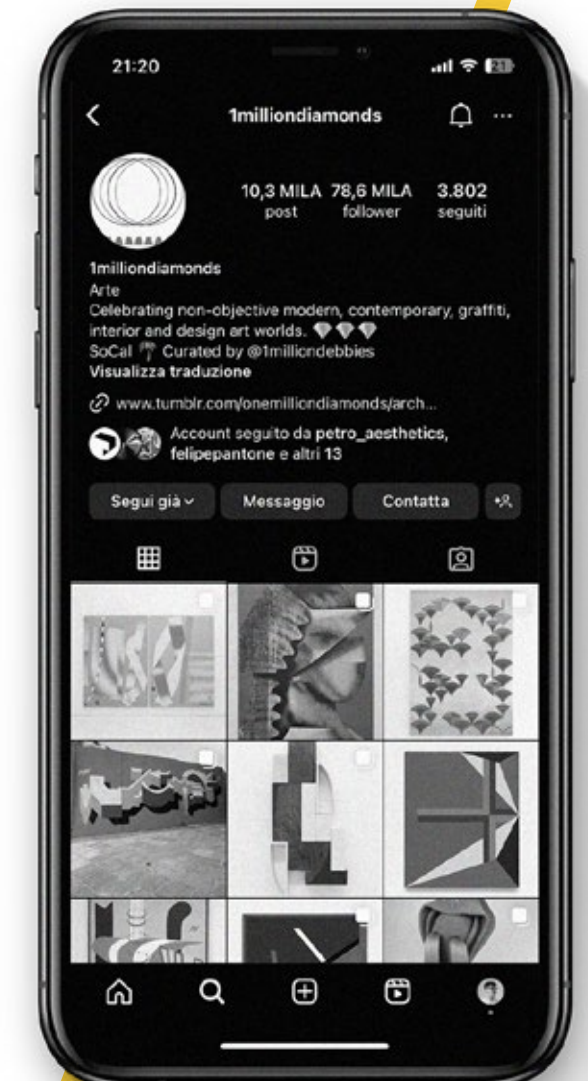 21:20
21
1milliondiamonds
10,3 MILA 78,6 MILA 3.802
post follower seguiti
1milliondiamonds
Arte
Celebrating non-objective modern, contemporary, graffiti,
interior and design art worlds. 💎💎💎
SoCal 🌴 Curated by @1milliondebbies
Visualizza traduzione
www.tumblr.com/onemilliondiamonds/arch...
Account seguito da petro_aesthetics,
felipepantone e altri 13
Segui già Messaggio Contatta